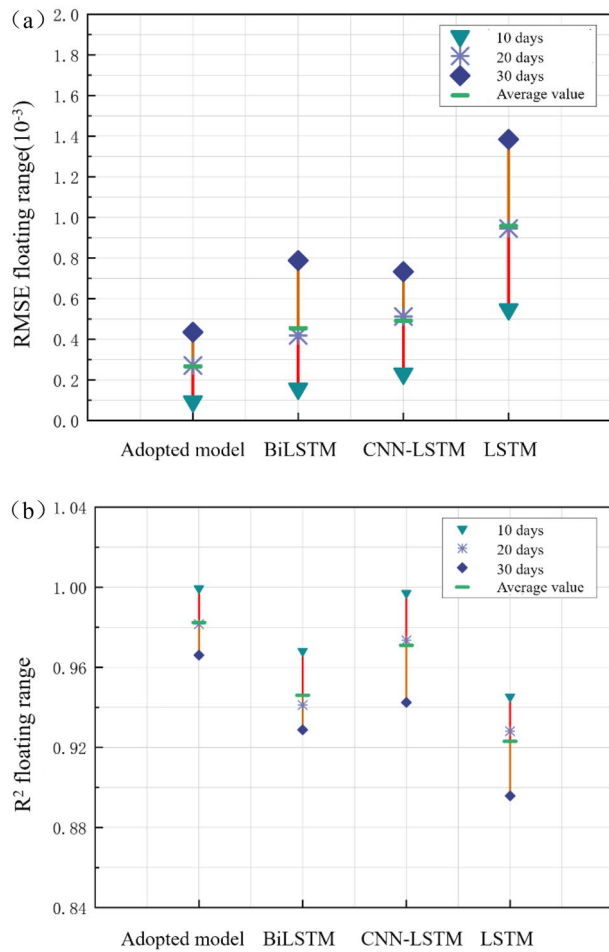 (a)
2.0
1.8
1.6
1.4
1.2
1.0
0.8
0.6
0.4
0.2
0.0
RMSE floating range(10⁻³)
10 days
20 days
30 days
Average value
Adopted model BiLSTM CNN-LSTM LSTM
(b)
1.04
1.00
0.96
0.92
0.88
0.84
R² floating range
10 days
20 days
30 days
Average value
Adopted model BiLSTM CNN-LSTM LSTM